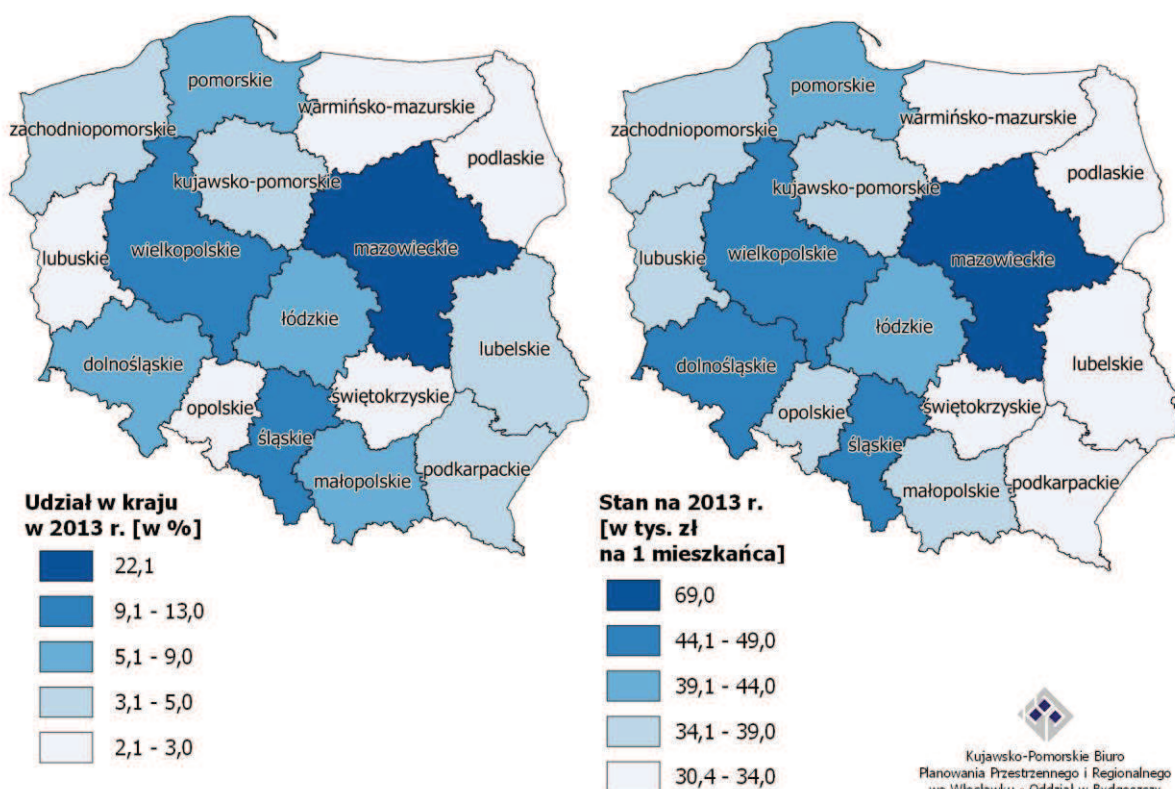 pomorskie
warmińsko-mazurskie
zachodniopomorskie
podlaskie
kujawsko-pomorskie
mazowieckie
wielkopolskie
lubuskie
łódzkie
lubelskie
dolnośląskie
opolskie
świętokrzyskie
śląskie
podkarpackie
małopolskie
Udział w kraju
w 2013 r. [w %]
22,1
9,1 - 13,0
5,1 - 9,0
3,1 - 5,0
2,1 - 3,0
pomorskie
warmińsko-mazurskie
zachodniopomorskie
podlaskie
kujawsko-pomorskie
wielkopolskie
mazowieckie
lubuskie
łódzkie
dolnośląskie
lubelskie
opolskie
świętokrzyskie
śląskie
podkarpackie
małopolskie
Stan na 2013 r.
[w tys. zł
na 1 mieszkańca]
69,0
44,1 - 49,0
39,1 - 44,0
34,1 - 39,0
30,4 - 34,0
Kujawsko-Pomorskie Biuro
Planowania Przestrzennego i Regionalnego
we Włocławku - Oddział w Bydgoszczy